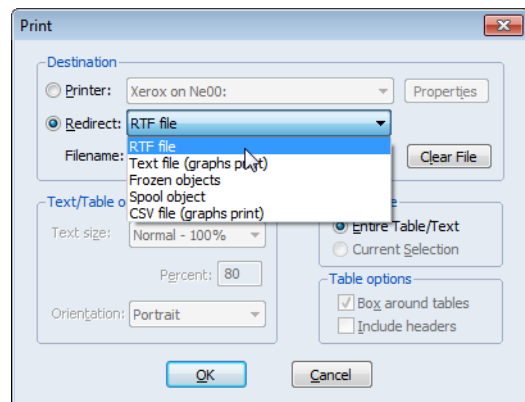 Print
Destination
Printer: Xerox on Ne00: Properties
Redirect: RTF file
Filename: Clear File
RTF file
Text file (graphs print)
Frozen objects
Spool object
CSV file (graphs print)
Text/Table o
Text size: Normal - 100%
Percent: 80
Orientation: Portrait
e
Entire Table/Text
Current Selection
Table options
Box around tables
Include headers
OK Cancel